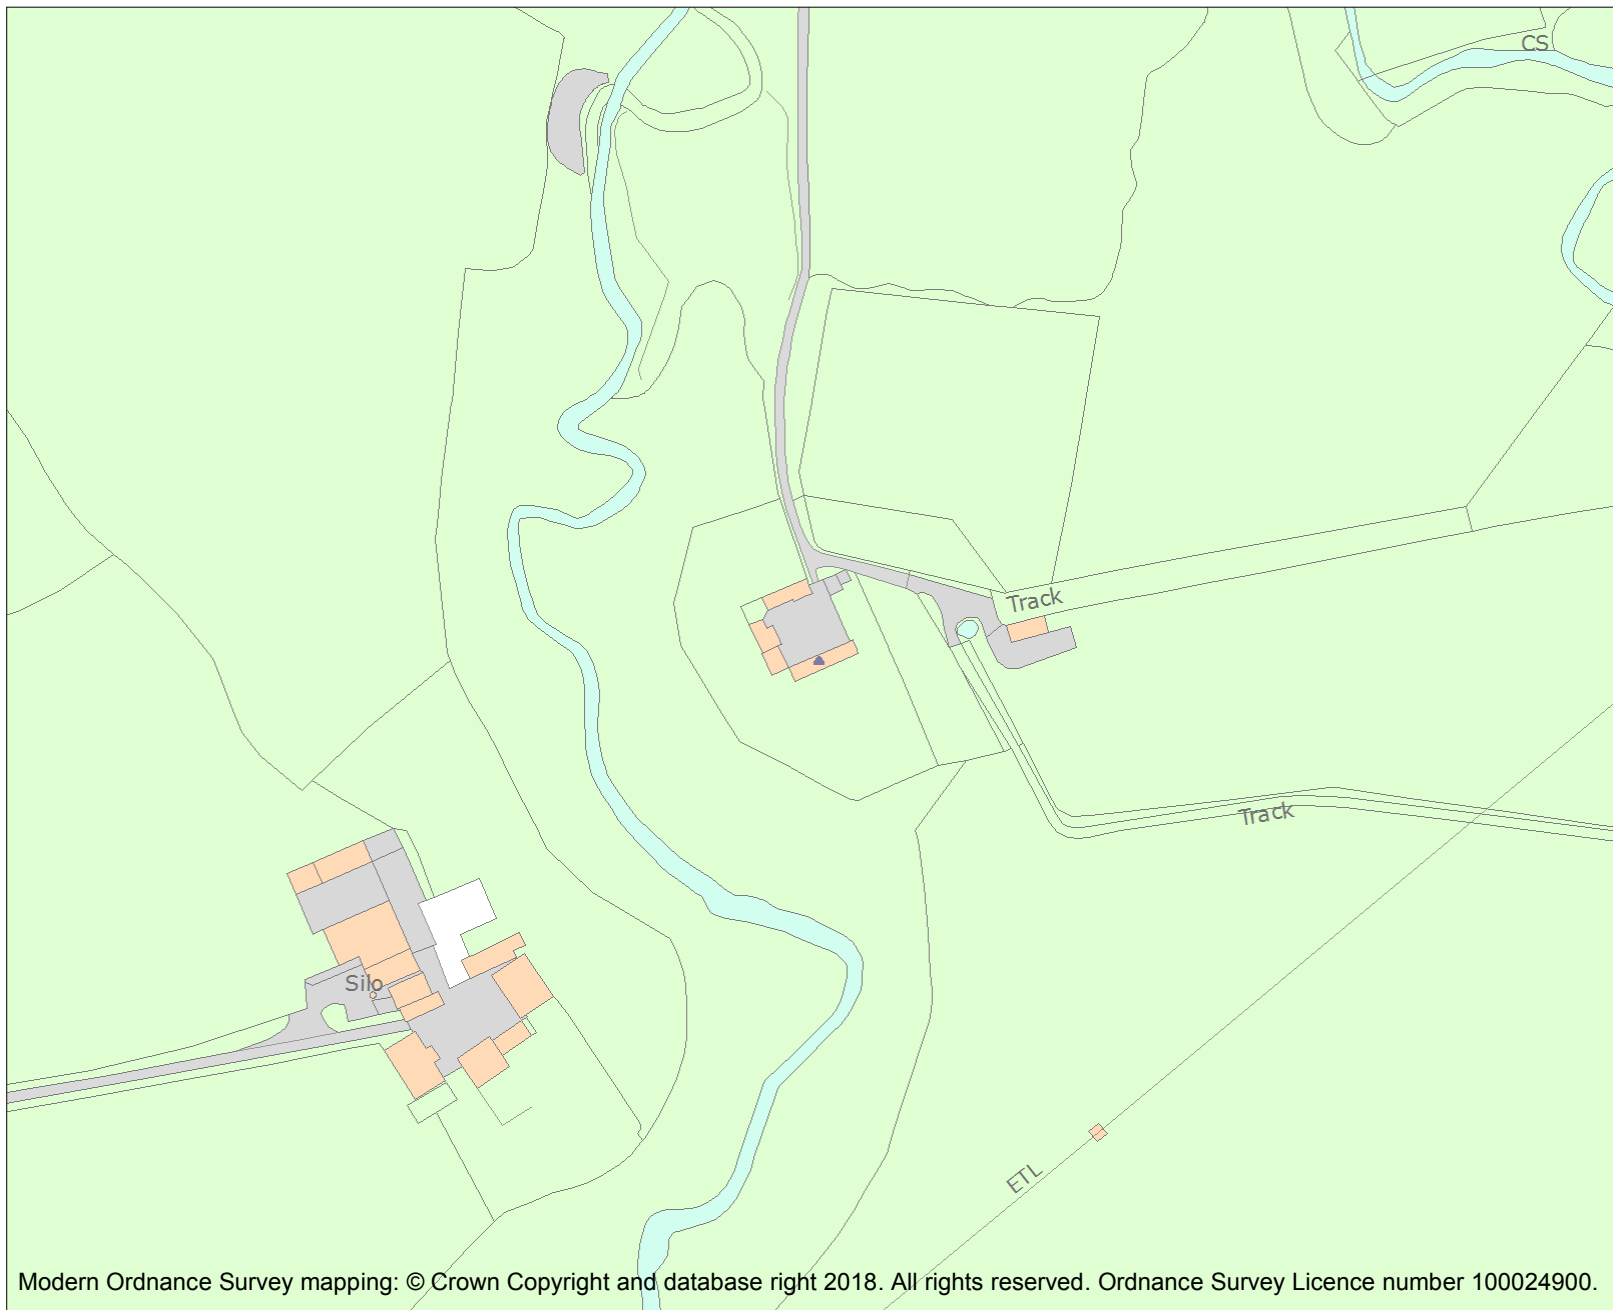 CS
Track
Track
Silo
ETL
Modern Ordnance Survey mapping: © Crown Copyright and database right 2018. All rights reserved. Ordnance Survey Licence number 100024900.